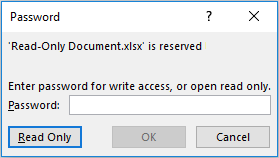 Password
'Read-Only Document.xlsx' is reserved
Enter password for write access, or open read only.
Password:
Read Only
OK
Cancel